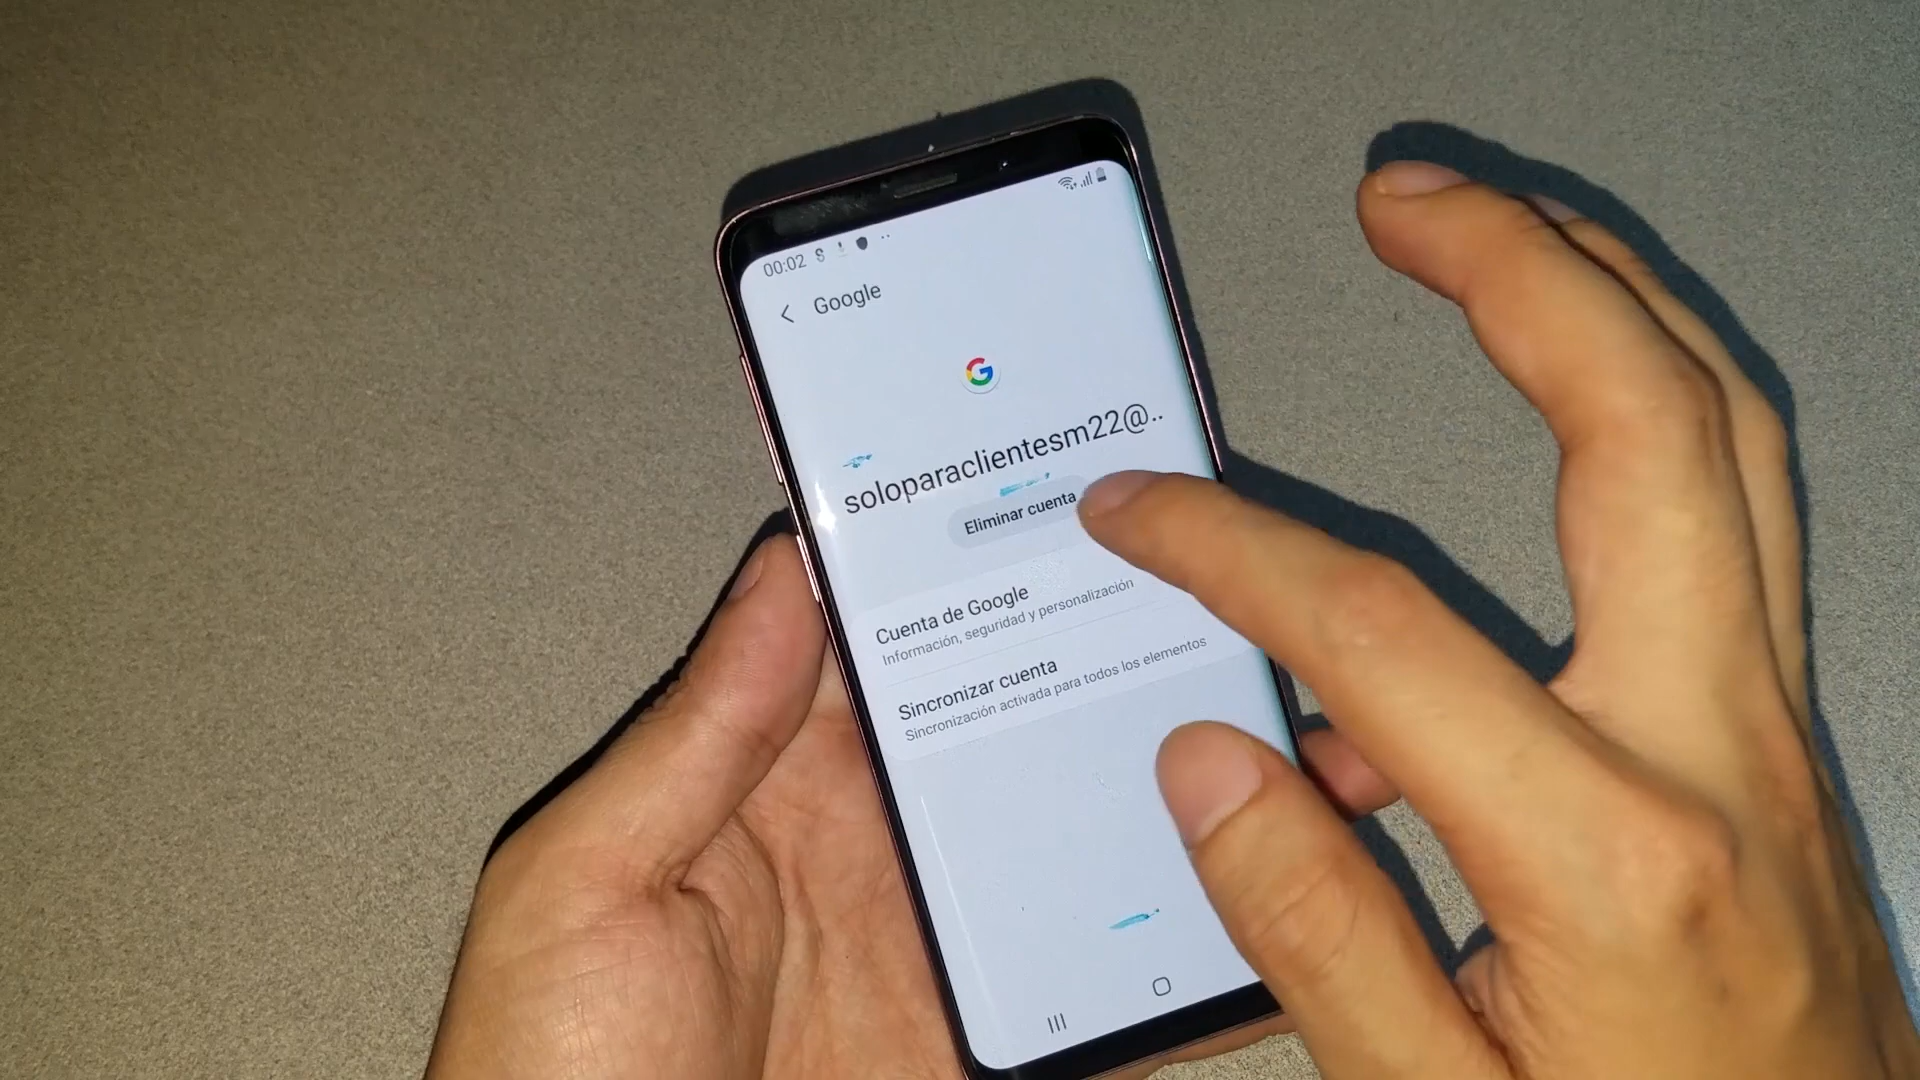 00:02
Google
soloparaclientesm22@..
Eliminar cuenta
Cuenta de Google
Información, seguridad y personalización
Sincronizar cuenta
Sincronización activada para todos los elementos